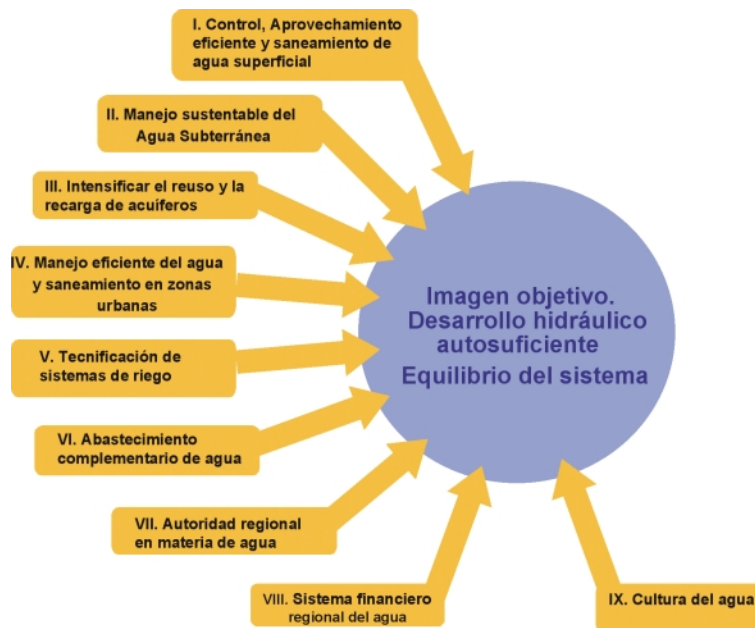 I. Control, Aprovechamiento
eficiente y saneamiento de
agua superficial
II. Manejo sustentable del
Agua Subterránea
III. Intensificar el reuso y la
recarga de acuíferos
IV. Manejo eficiente del agua
y saneamiento en zonas
urbanas
V. Tecnificación de
sistemas de riego
VI. Abastecimiento
complementario de agua
VII. Autoridad regional
en materia de agua
VIII. Sistema financiero
regional del agua
IX. Cultura del agua
Imagen objetivo.
Desarrollo hidráulico
autosuficiente
Equilibrio del sistema